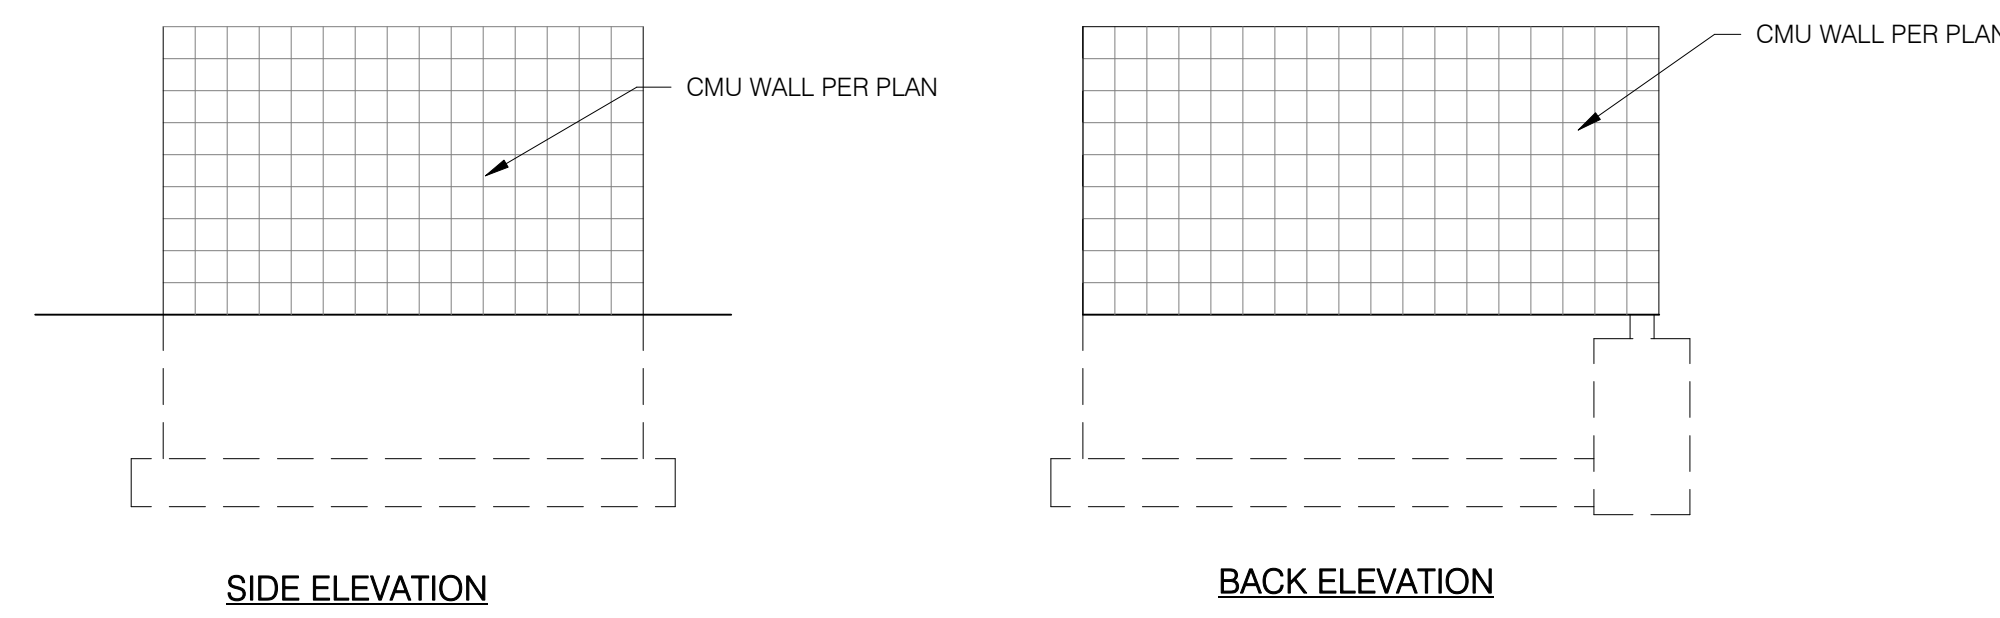 CMU WALL PER PLAN
CMU WALL PER PLAN
SIDE ELEVATION
BACK ELEVATION